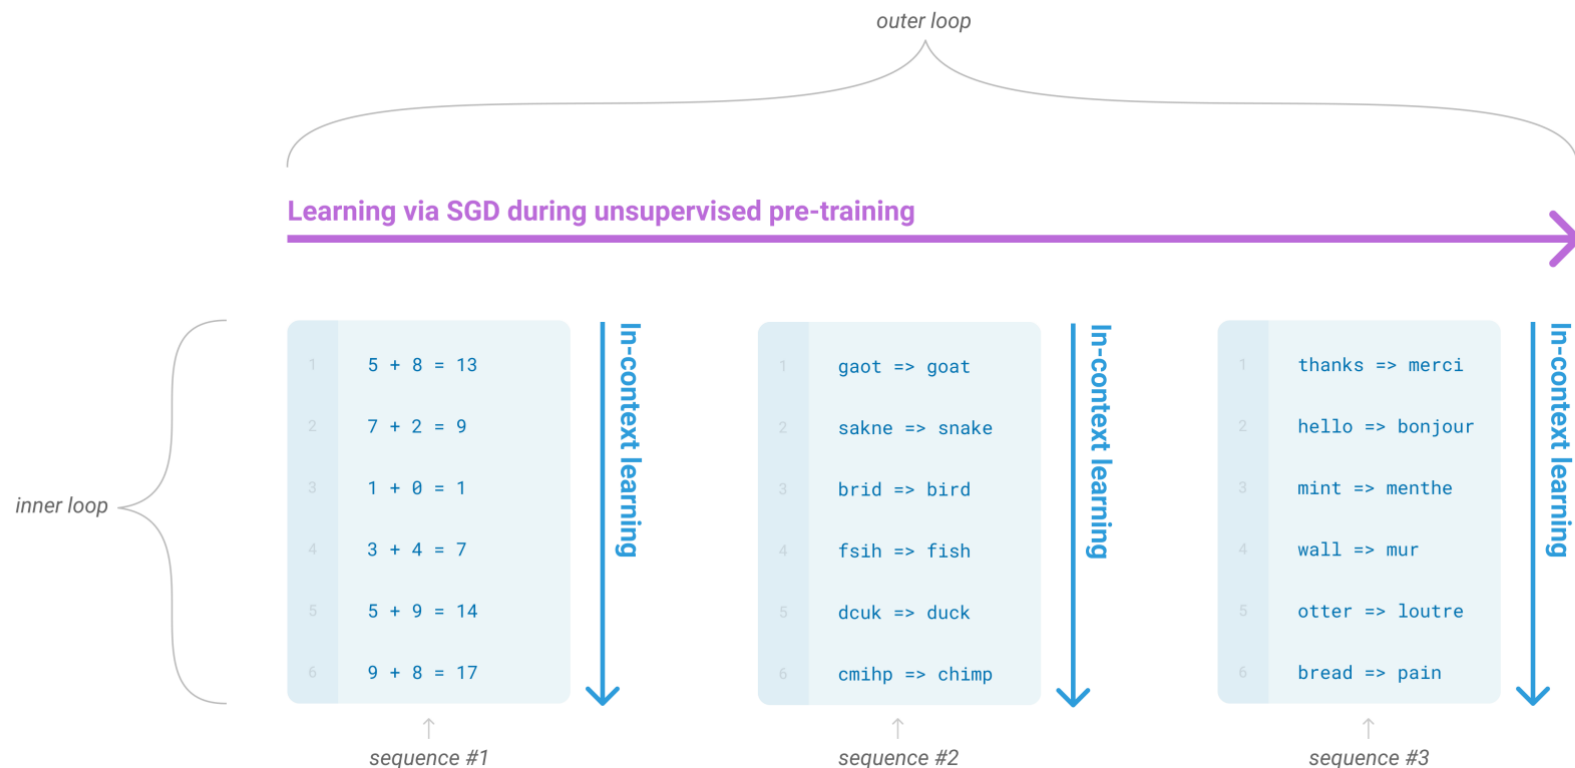 outer loop
Learning via SGD during unsupervised pre-training
inner loop
1 5 + 8 = 13
2 7 + 2 = 9
3 1 + 0 = 1
4 3 + 4 = 7
5 5 + 9 = 14
6 9 + 8 = 17
In-context learning
sequence #1
1 gaot => goat
2 sakne => snake
3 brid => bird
4 fsih => fish
5 dcuk => duck
6 cmihp => chimp
In-context learning
sequence #2
1 thanks => merci
2 hello => bonjour
3 mint => menthe
4 wall => mur
5 otter => loutre
6 bread => pain
In-context learning
sequence #3